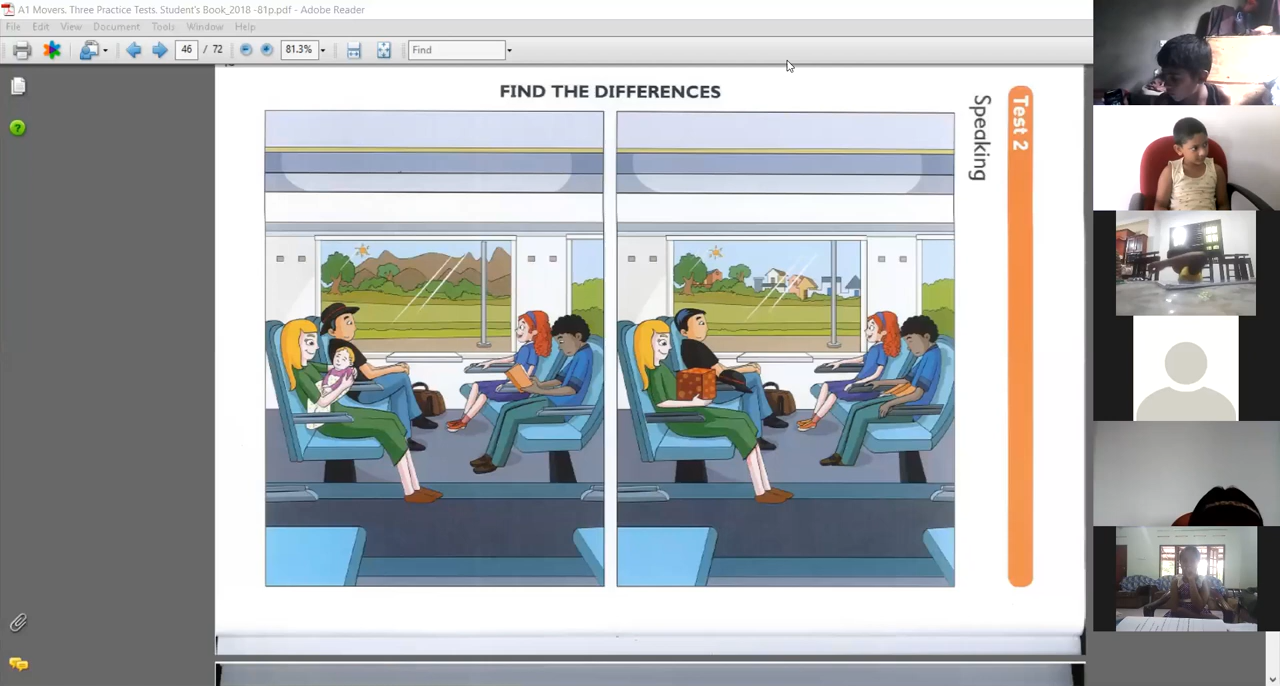 A1 Movers. Three Practice Tests. Student's Book_2018 -81p.pdf - Adobe Reader
File Edit View Document Tools Window Help
46 / 72 81.3% Find
FIND THE DIFFERENCES
Test 2
Speaking